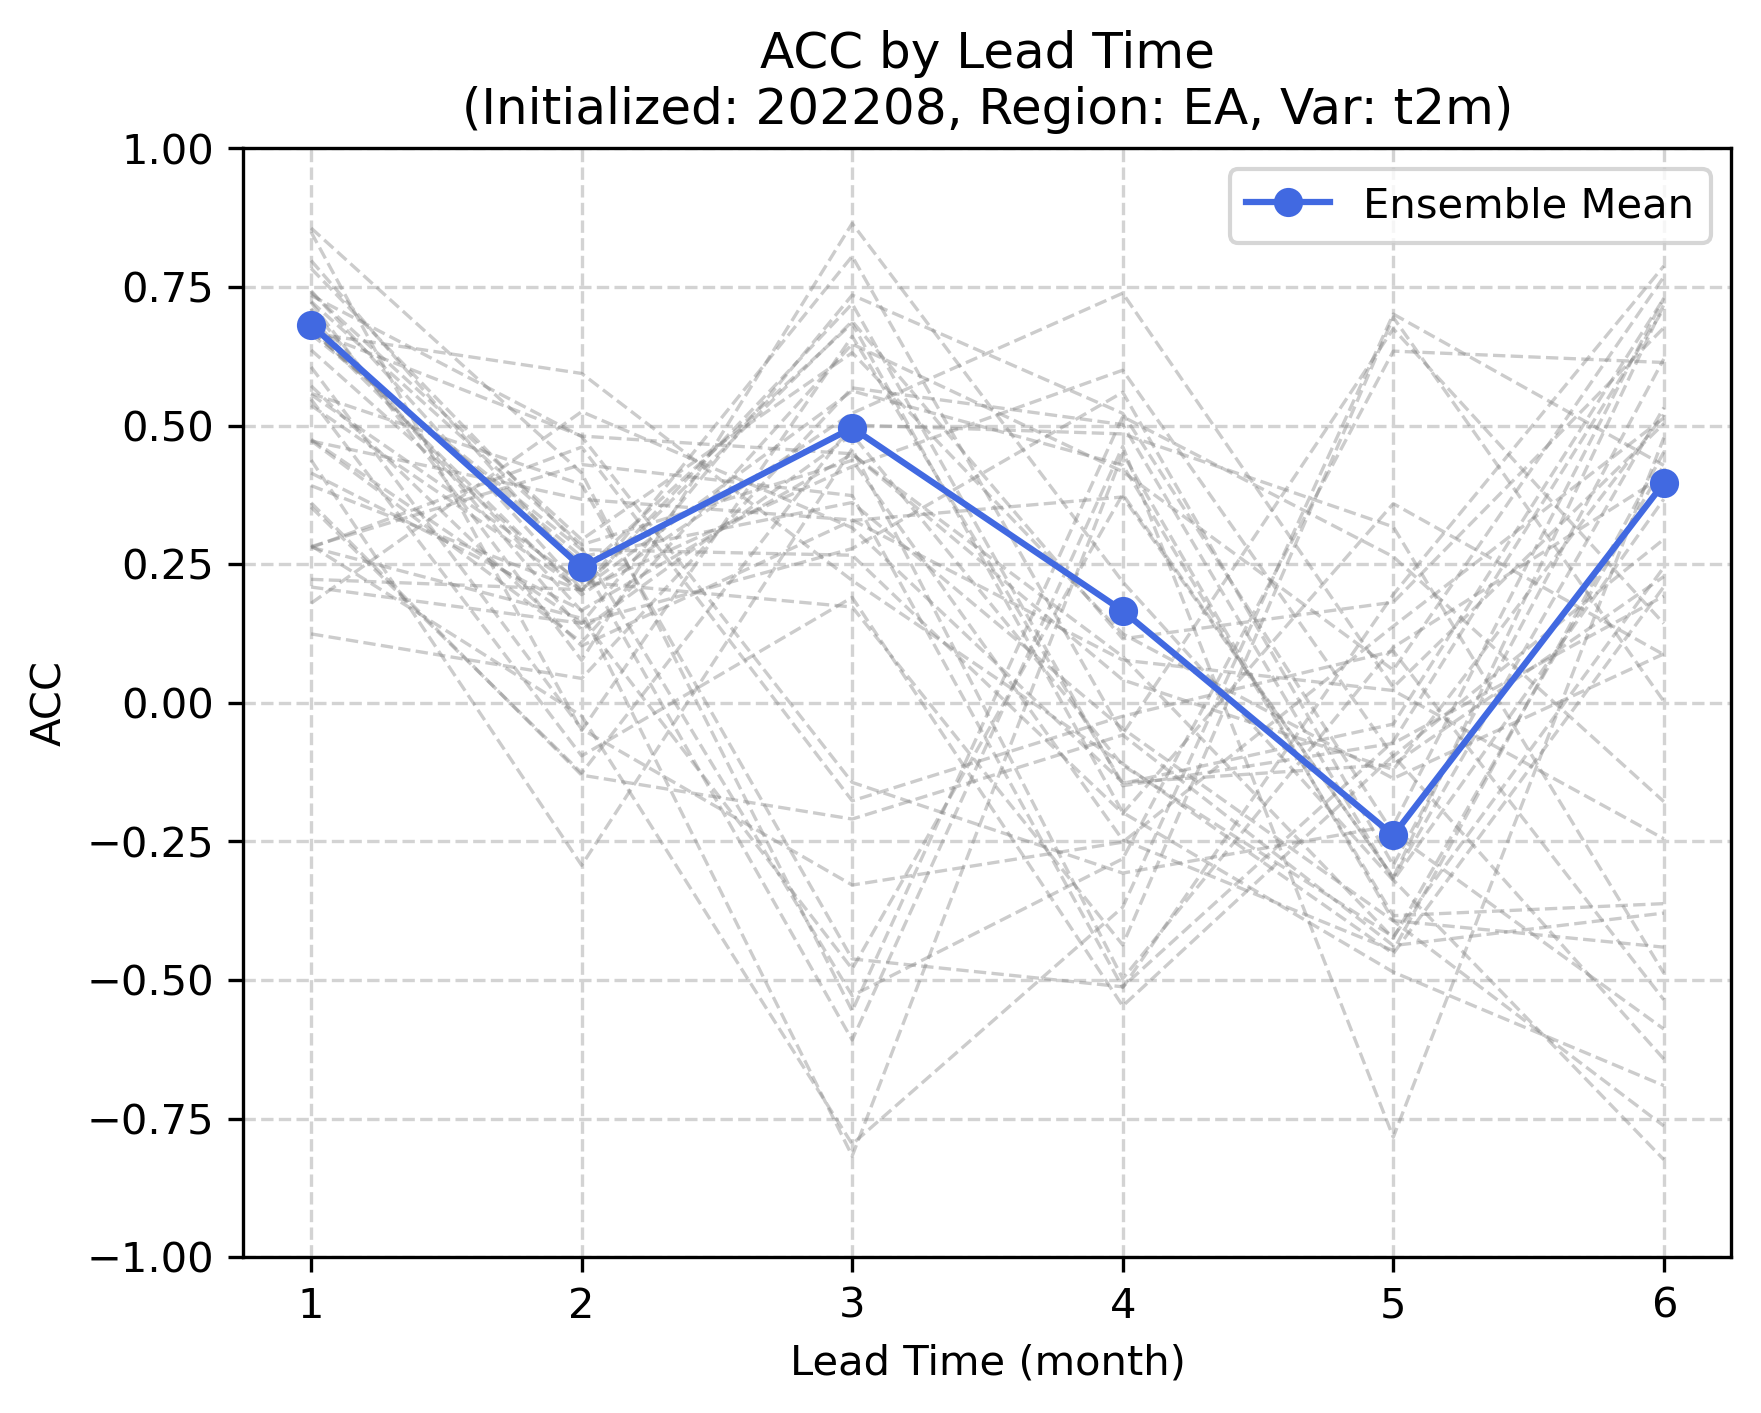 ACC by Lead Time
(Initialized: 202208, Region: EA, Var: t2m)
Ensemble Mean
ACC
1.00
0.75
0.50
0.25
0.00
−0.25
−0.50
−0.75
−1.00
1 2 3 4 5 6
Lead Time (month)